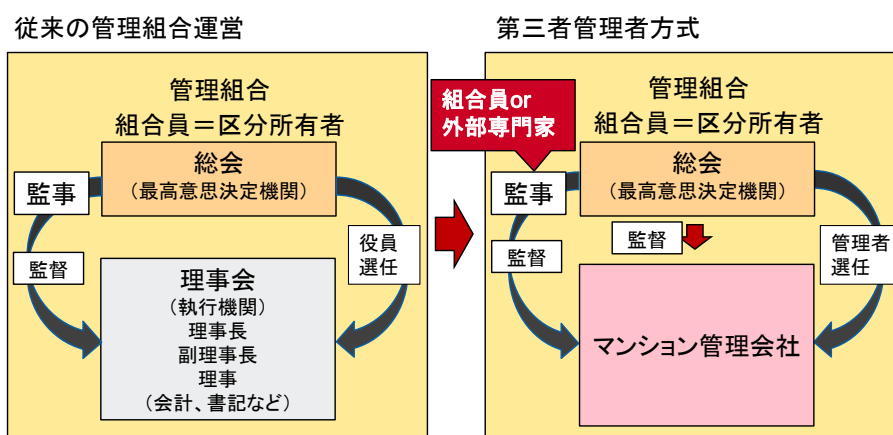 従来の管理組合運営
管理組合
組合員＝区分所有者
総会
（最高意思決定機関）
監事
監督
役員
選任
理事会
（執行機関）
理事長
副理事長
理事
（会計、書記など）
第三者管理者方式
組合員or
外部専門家
管理組合
組合員＝区分所有者
総会
（最高意思決定機関）
監事
監督
監督
管理者
選任
マンション管理会社